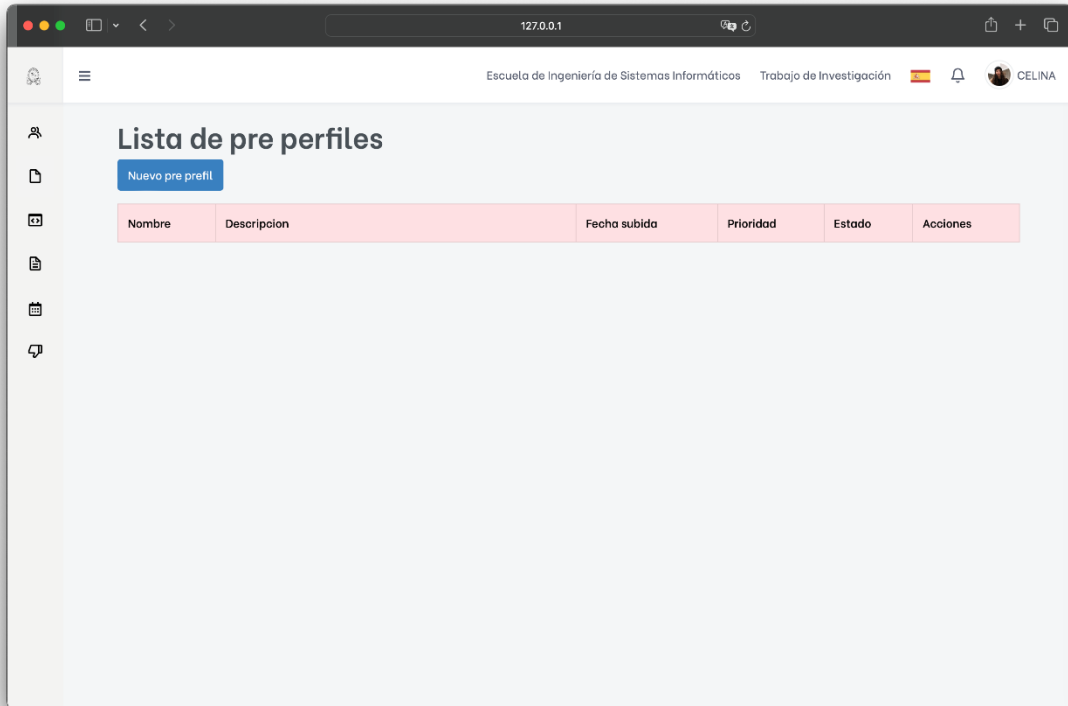 127.0.0.1
Escuela de Ingeniería de Sistemas Informáticos Trabajo de Investigación CELINA
Lista de pre perfiles
Nuevo pre prefil
Nombre Descripcion Fecha subida Prioridad Estado Acciones